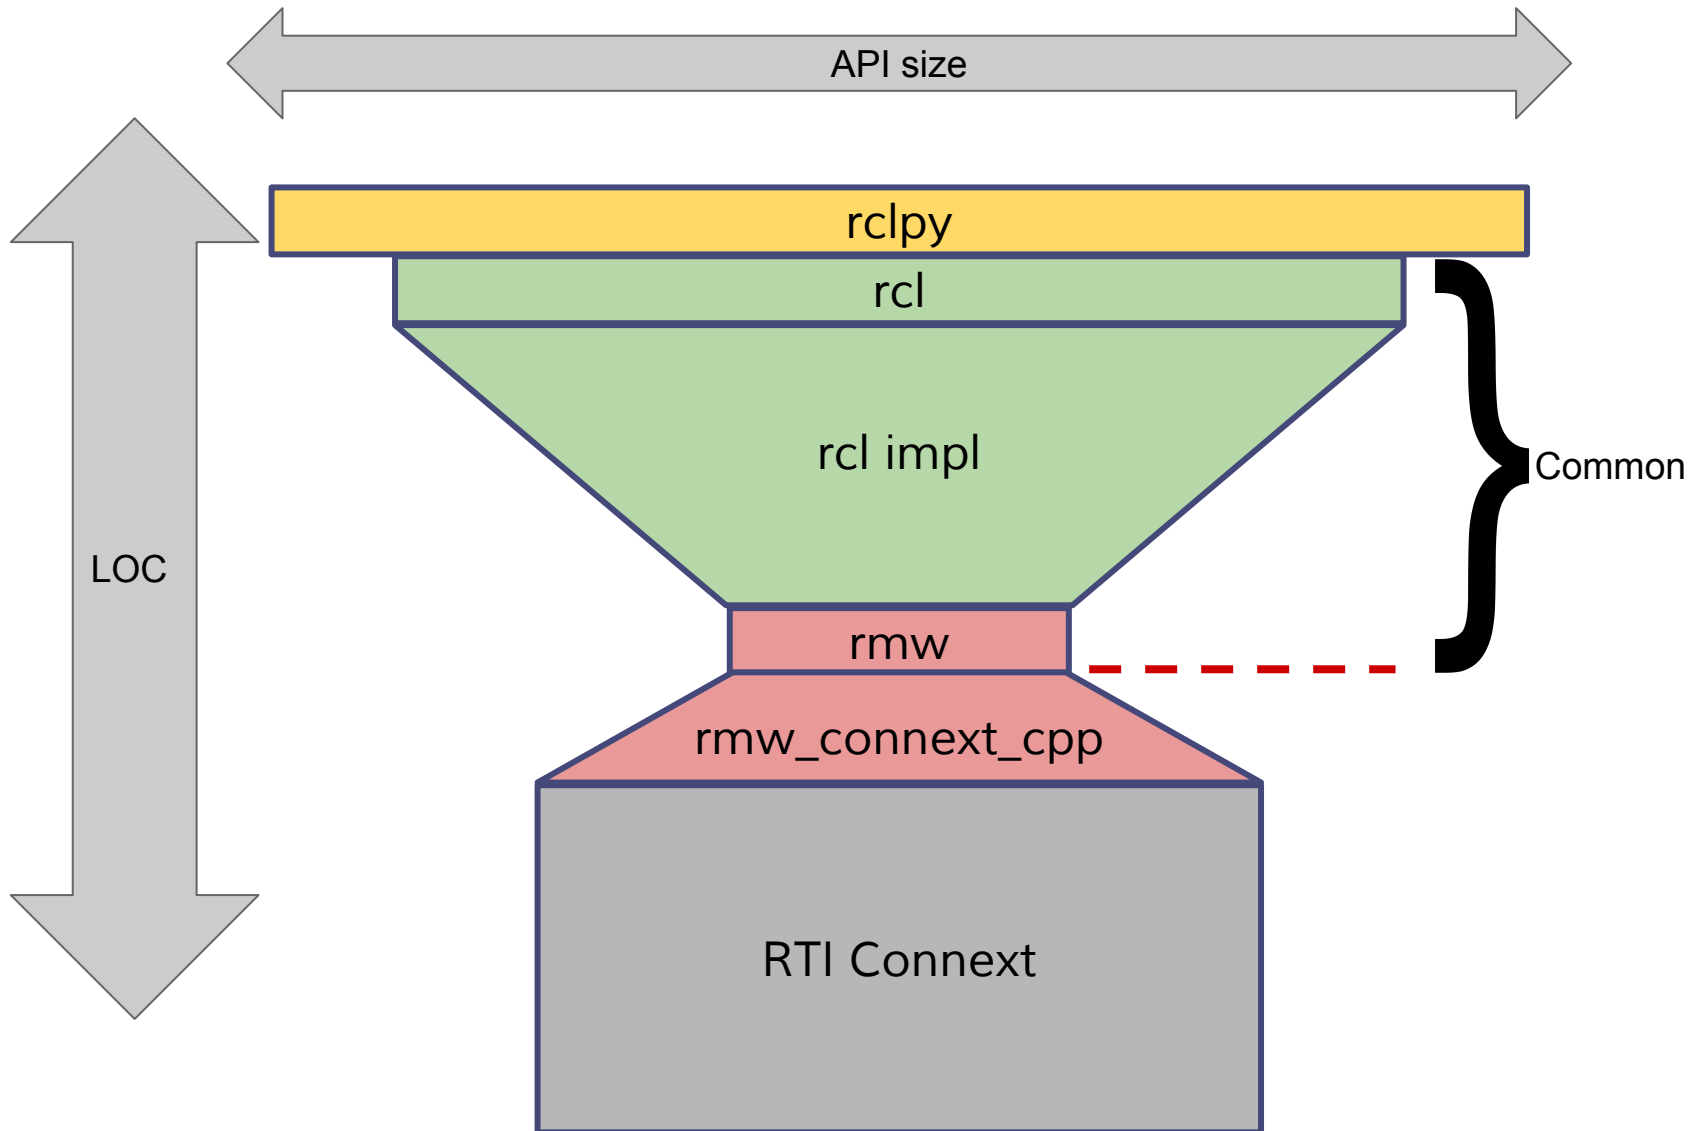 API size
rclpy
rcl
rcl impl
Common
LOC
rmw
rmw_connext_cpp
RTI Connext